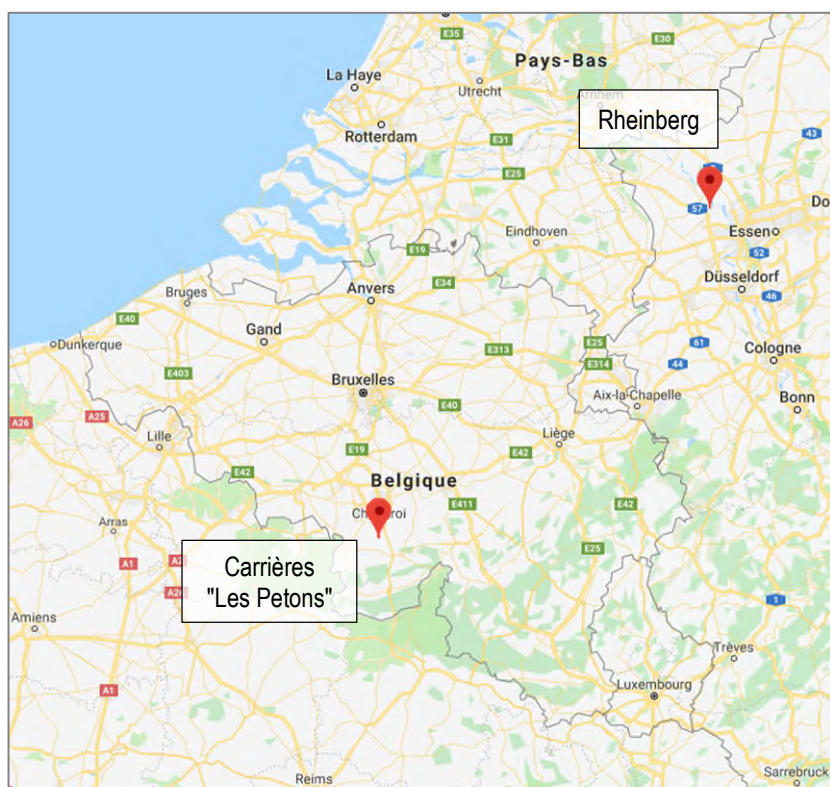 E35
E30
Pays-Bas
La Haye
Utrecht
Arnhem
Rheinberg
Rotterdam
43
E31
E25
57
Essen
Eindhoven
52
E19
Düsseldorf
Bruges
Anvers
E34
46
E40
Gand
Dunkerque
E25
61
E313
Cologne
E314
44
E403
Bruxelles
Aix-la-Chapelle
Bonn
E40
A26
A25
Lille
Liège
E19
E42
E42
Belgique
E411
E42
Arras
E25
A1
Carrières
"Les Petons"
1
Amiens
Trèves
Luxembourg
A1
Reims
Sarrebruck